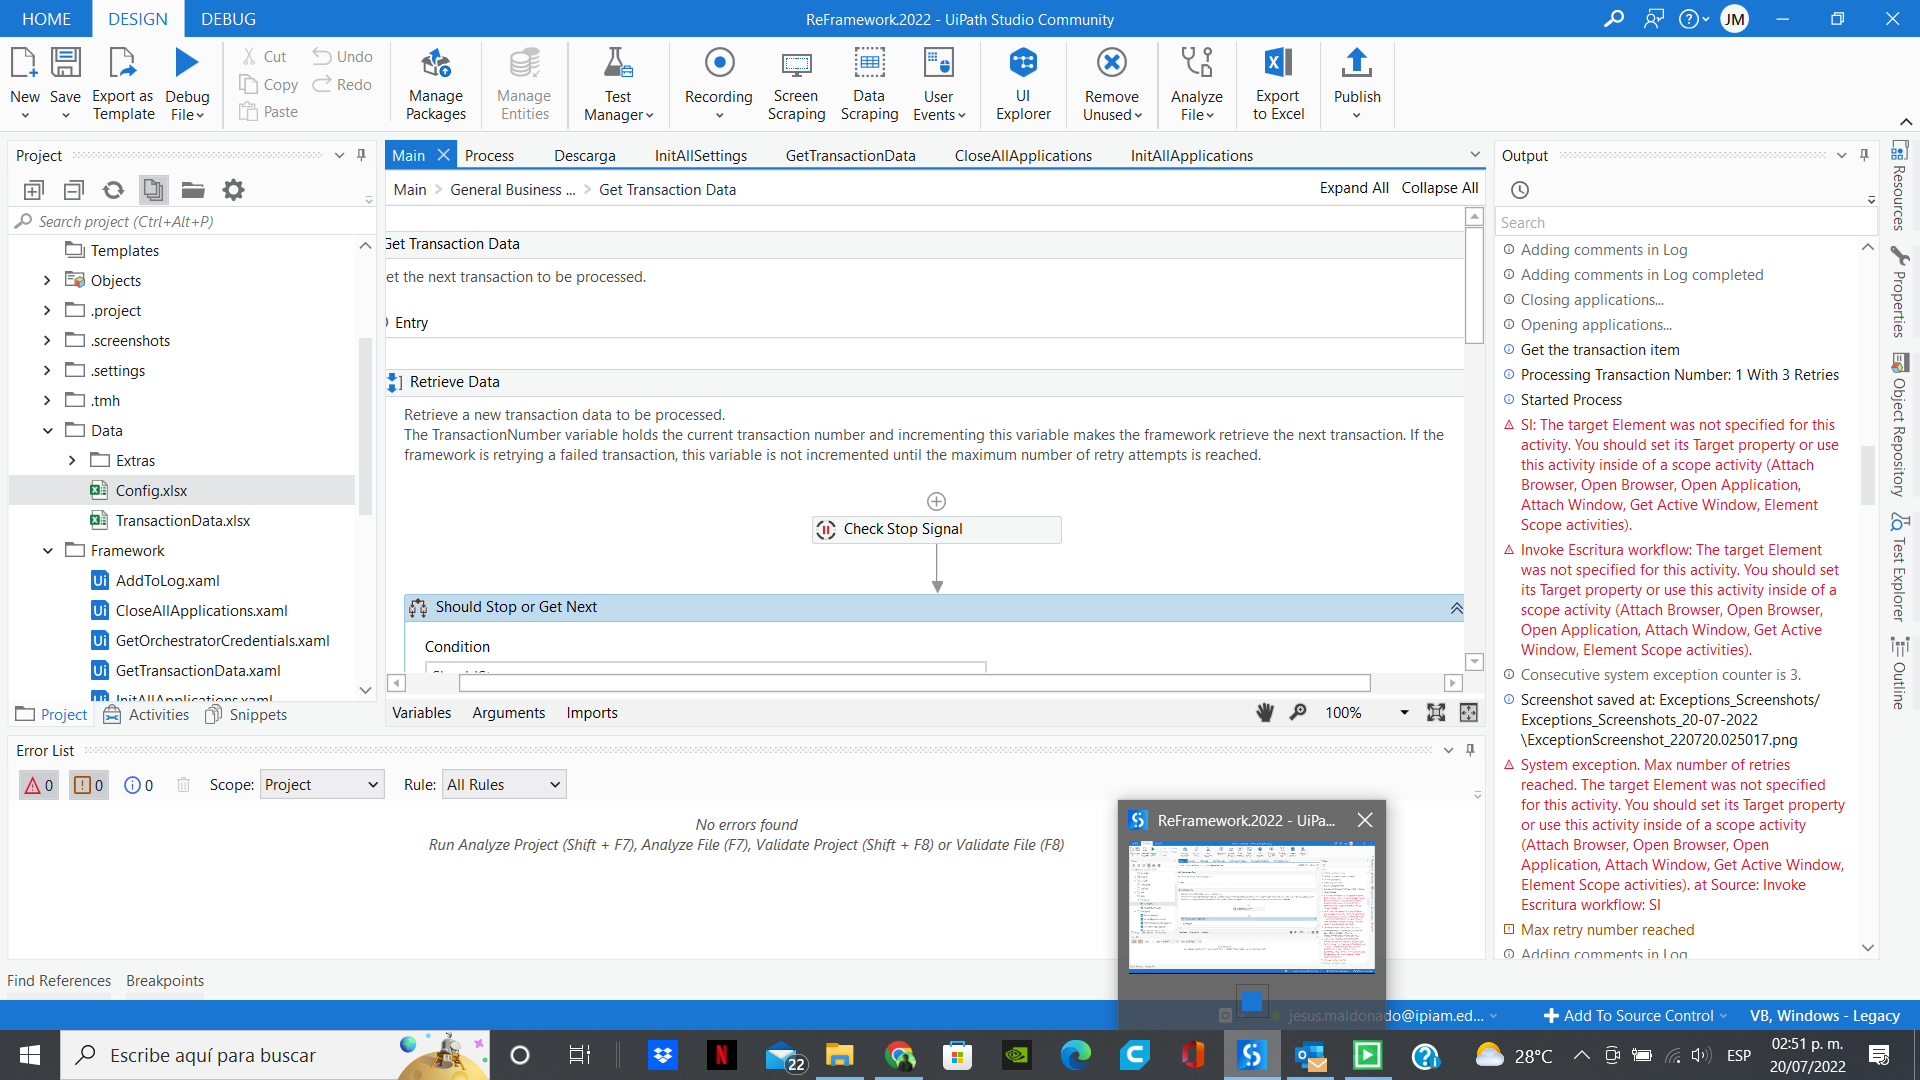 HOME DESIGN DEBUG
ReFramework.2022 - UiPath Studio Community
JM
New
Save
Export as Template
Debug File
Cut
Copy
Paste
Undo
Redo
Manage Packages
Manage Entities
Test Manager
Recording
Screen Scraping
Data Scraping
User Events
UI Explorer
Remove Unused
Analyze File
Export to Excel
Publish
Project
Search project (Ctrl+Alt+P)
Templates
Objects
.project
.screenshots
.settings
.tmh
Data
Extras
Config.xlsx
TransactionData.xlsx
Framework
AddToLog.xaml
CloseAllApplications.xaml
GetOrchestratorCredentials.xaml
GetTransactionData.xaml
InitAllApplications.xaml
Project Activities Snippets
Main Process Descarga InitAllSettings GetTransactionData CloseAllApplications InitAllApplications
Main > General Business ... > Get Transaction Data
Expand All Collapse All
Get Transaction Data
et the next transaction to be processed.
Entry
Retrieve Data
Retrieve a new transaction data to be processed.
The TransactionNumber variable holds the current transaction number and incrementing this variable makes the framework retrieve the next transaction. If the
framework is retrying a failed transaction, this variable is not incremented until the maximum number of retry attempts is reached.
Check Stop Signal
Should Stop or Get Next
Condition
Variables Arguments Imports
100%
Error List
0 0 0
Scope: Project
Rule: All Rules
No errors found
Run Analyze Project (Shift + F7), Analyze File (F7), Validate Project (Shift + F8) or Validate File (F8)
Find References Breakpoints
Output
Search
Adding comments in Log
Adding comments in Log completed
Closing applications...
Opening applications...
Get the transaction item
Processing Transaction Number: 1 With 3 Retries
Started Process
SI: The target Element was not specified for this
activity. You should set its Target property or use
this activity inside of a scope activity (Attach
Browser, Open Browser, Open Application,
Attach Window, Get Active Window, Element
Scope activities).
Invoke Escritura workflow: The target Element
was not specified for this activity. You should set
its Target property or use this activity inside of a
scope activity (Attach Browser, Open Browser,
Open Application, Attach Window, Get Active
Window, Element Scope activities).
Consecutive system exception counter is 3.
Screenshot saved at: Exceptions_Screenshots/
Exceptions_Screenshots_20-07-2022
\ExceptionScreenshot_220720.025017.png
System exception. Max number of retries
reached. The target Element was not specified
for this activity. You should set its Target property
or use this activity inside of a scope activity
(Attach Browser, Open Browser, Open
Application, Attach Window, Get Active Window,
Element Scope activities). at Source: Invoke
Escritura workflow: SI
Max retry number reached
Adding comments in Log
Resources
Properties
Object Repository
Test Explorer
Outline
ReFramework.2022 - UiPa...
jesus.maldonado@ipiam.ed...
Add To Source Control
VB, Windows - Legacy
Escribe aquí para buscar
22
28°C
ESP
02:51 p. m.
20/07/2022